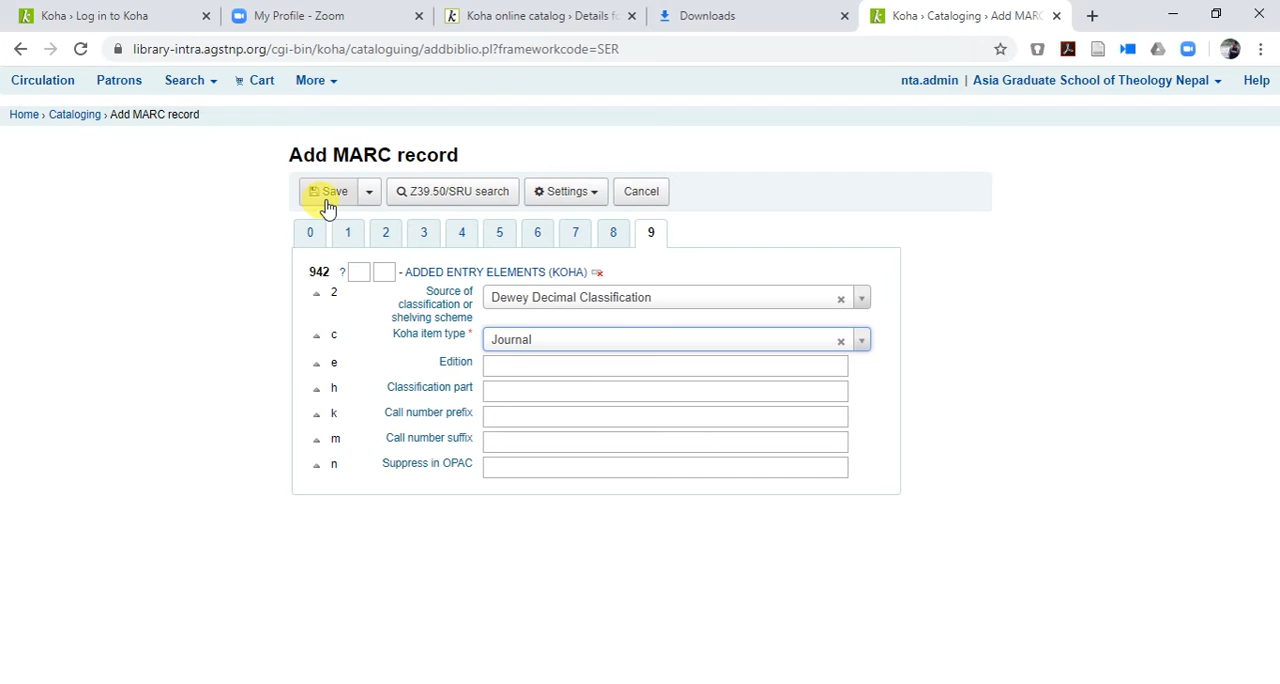 Koha › Log in to Koha
My Profile - Zoom
Koha online catalog › Details fo
Downloads
Koha › Cataloging › Add MARC
library-intra.agstnp.org/cgi-bin/koha/cataloguing/addbiblio.pl?frameworkcode=SER
Circulation Patrons Search Cart More nta.admin | Asia Graduate School of Theology Nepal Help
Home › Cataloging › Add MARC record
Add MARC record
Save Z39.50/SRU search Settings Cancel
0 1 2 3 4 5 6 7 8 9
942 ? - ADDED ENTRY ELEMENTS (KOHA)
2 Source of classification or shelving scheme Dewey Decimal Classification
c Koha item type * Journal
e Edition
h Classification part
k Call number prefix
m Call number suffix
n Suppress in OPAC